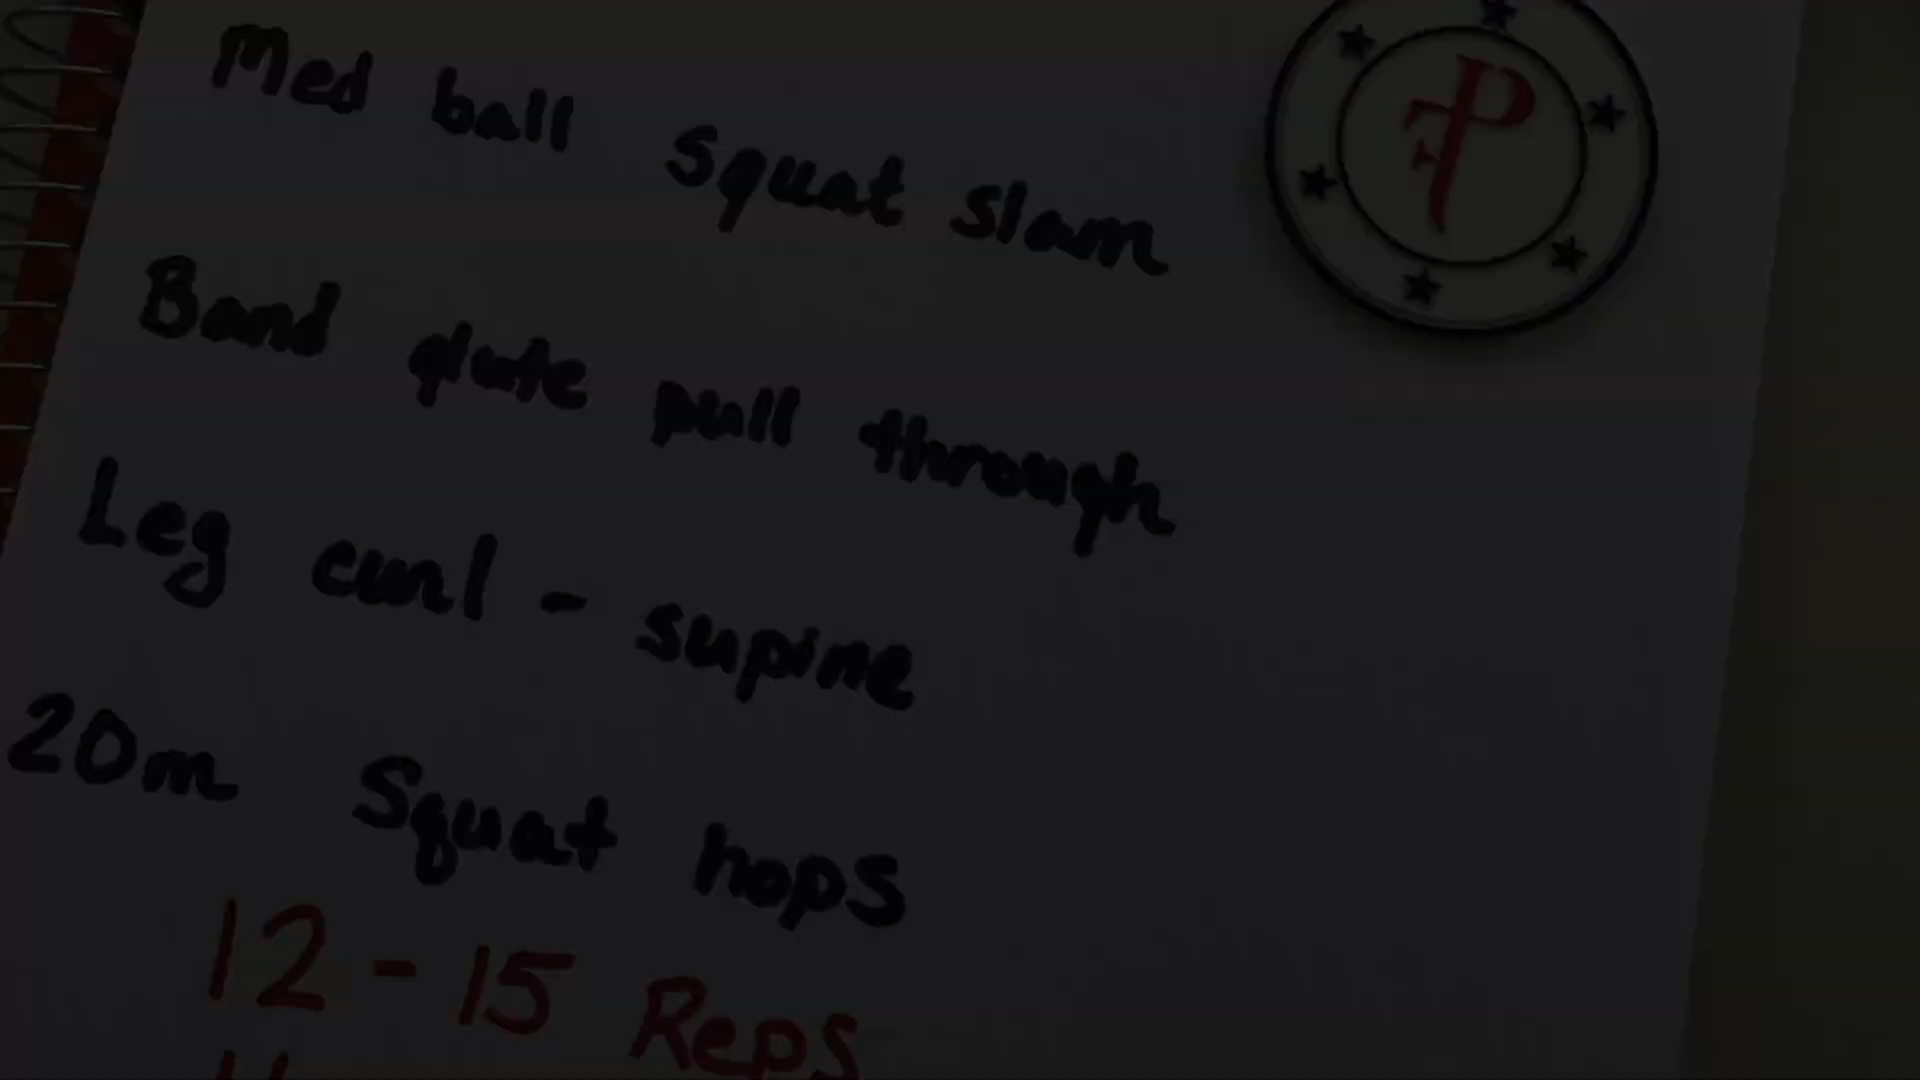 Med ball squat slam
Band glute pull through
Leg curl - supine
20m Squat hops
12 - 15 Reps